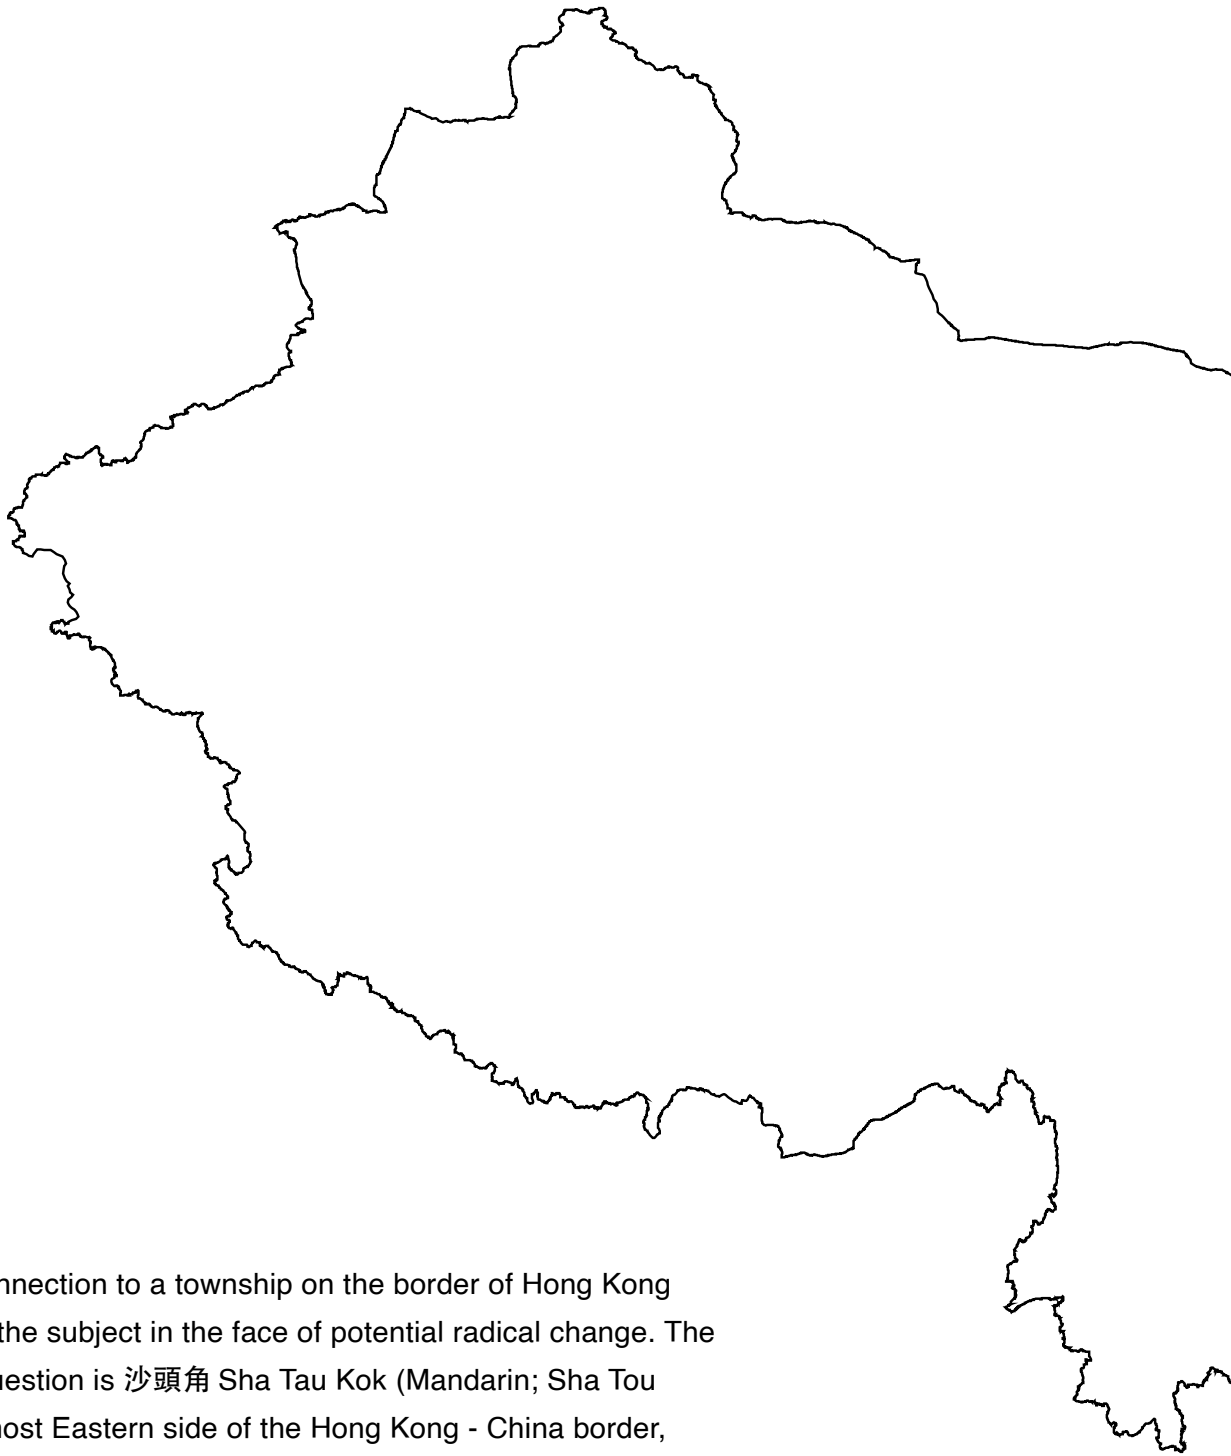 nnection to a township on the border of Hong Kong
the subject in the face of potential radical change. The
uestion is 沙頭角 Sha Tau Kok (Mandarin; Sha Tou
most Eastern side of the Hong Kong - China border,